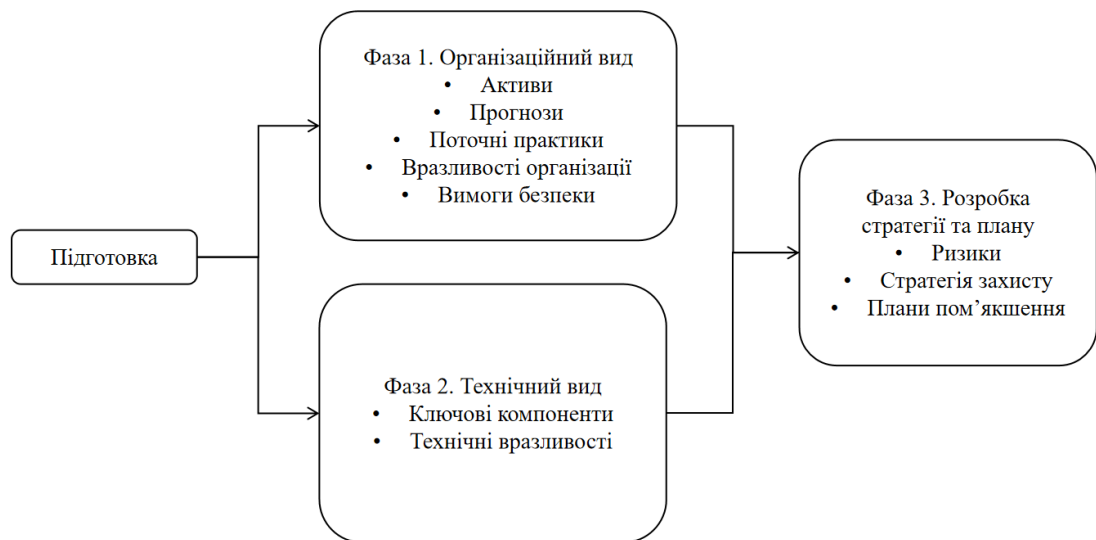 Підготовка
Фаза 1. Організаційний вид
• Активи
• Прогнози
• Поточні практики
• Вразливості організації
• Вимоги безпеки
Фаза 2. Технічний вид
• Ключові компоненти
• Технічні вразливості
Фаза 3. Розробка
стратегії та плану
• Ризики
• Стратегія захисту
• Плани пом’якшення